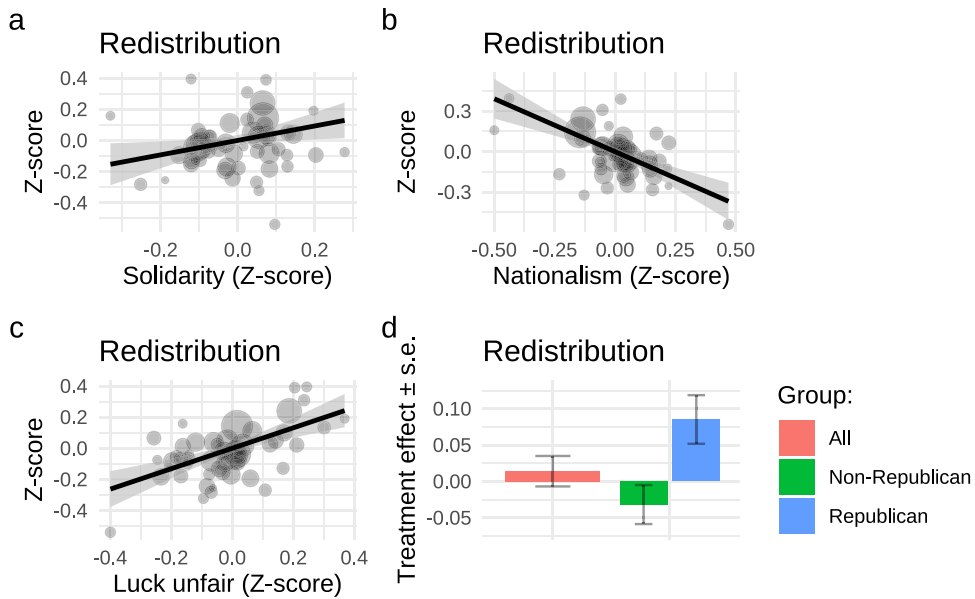 a
Redistribution
Z-score
0.4
0.2
0.0
-0.2
-0.4
-0.2
0.0
0.2
Solidarity (Z-score)
b
Redistribution
Z-score
0.3
0.0
-0.3
-0.50
-0.25
0.00
0.25
0.50
Nationalism (Z-score)
c
Redistribution
Z-score
0.4
0.2
0.0
-0.2
-0.4
-0.4
-0.2
0.0
0.2
0.4
Luck unfair (Z-score)
d
Redistribution
Treatment effect ± s.e.
0.10
0.05
0.00
-0.05
Group:
All
Non-Republican
Republican